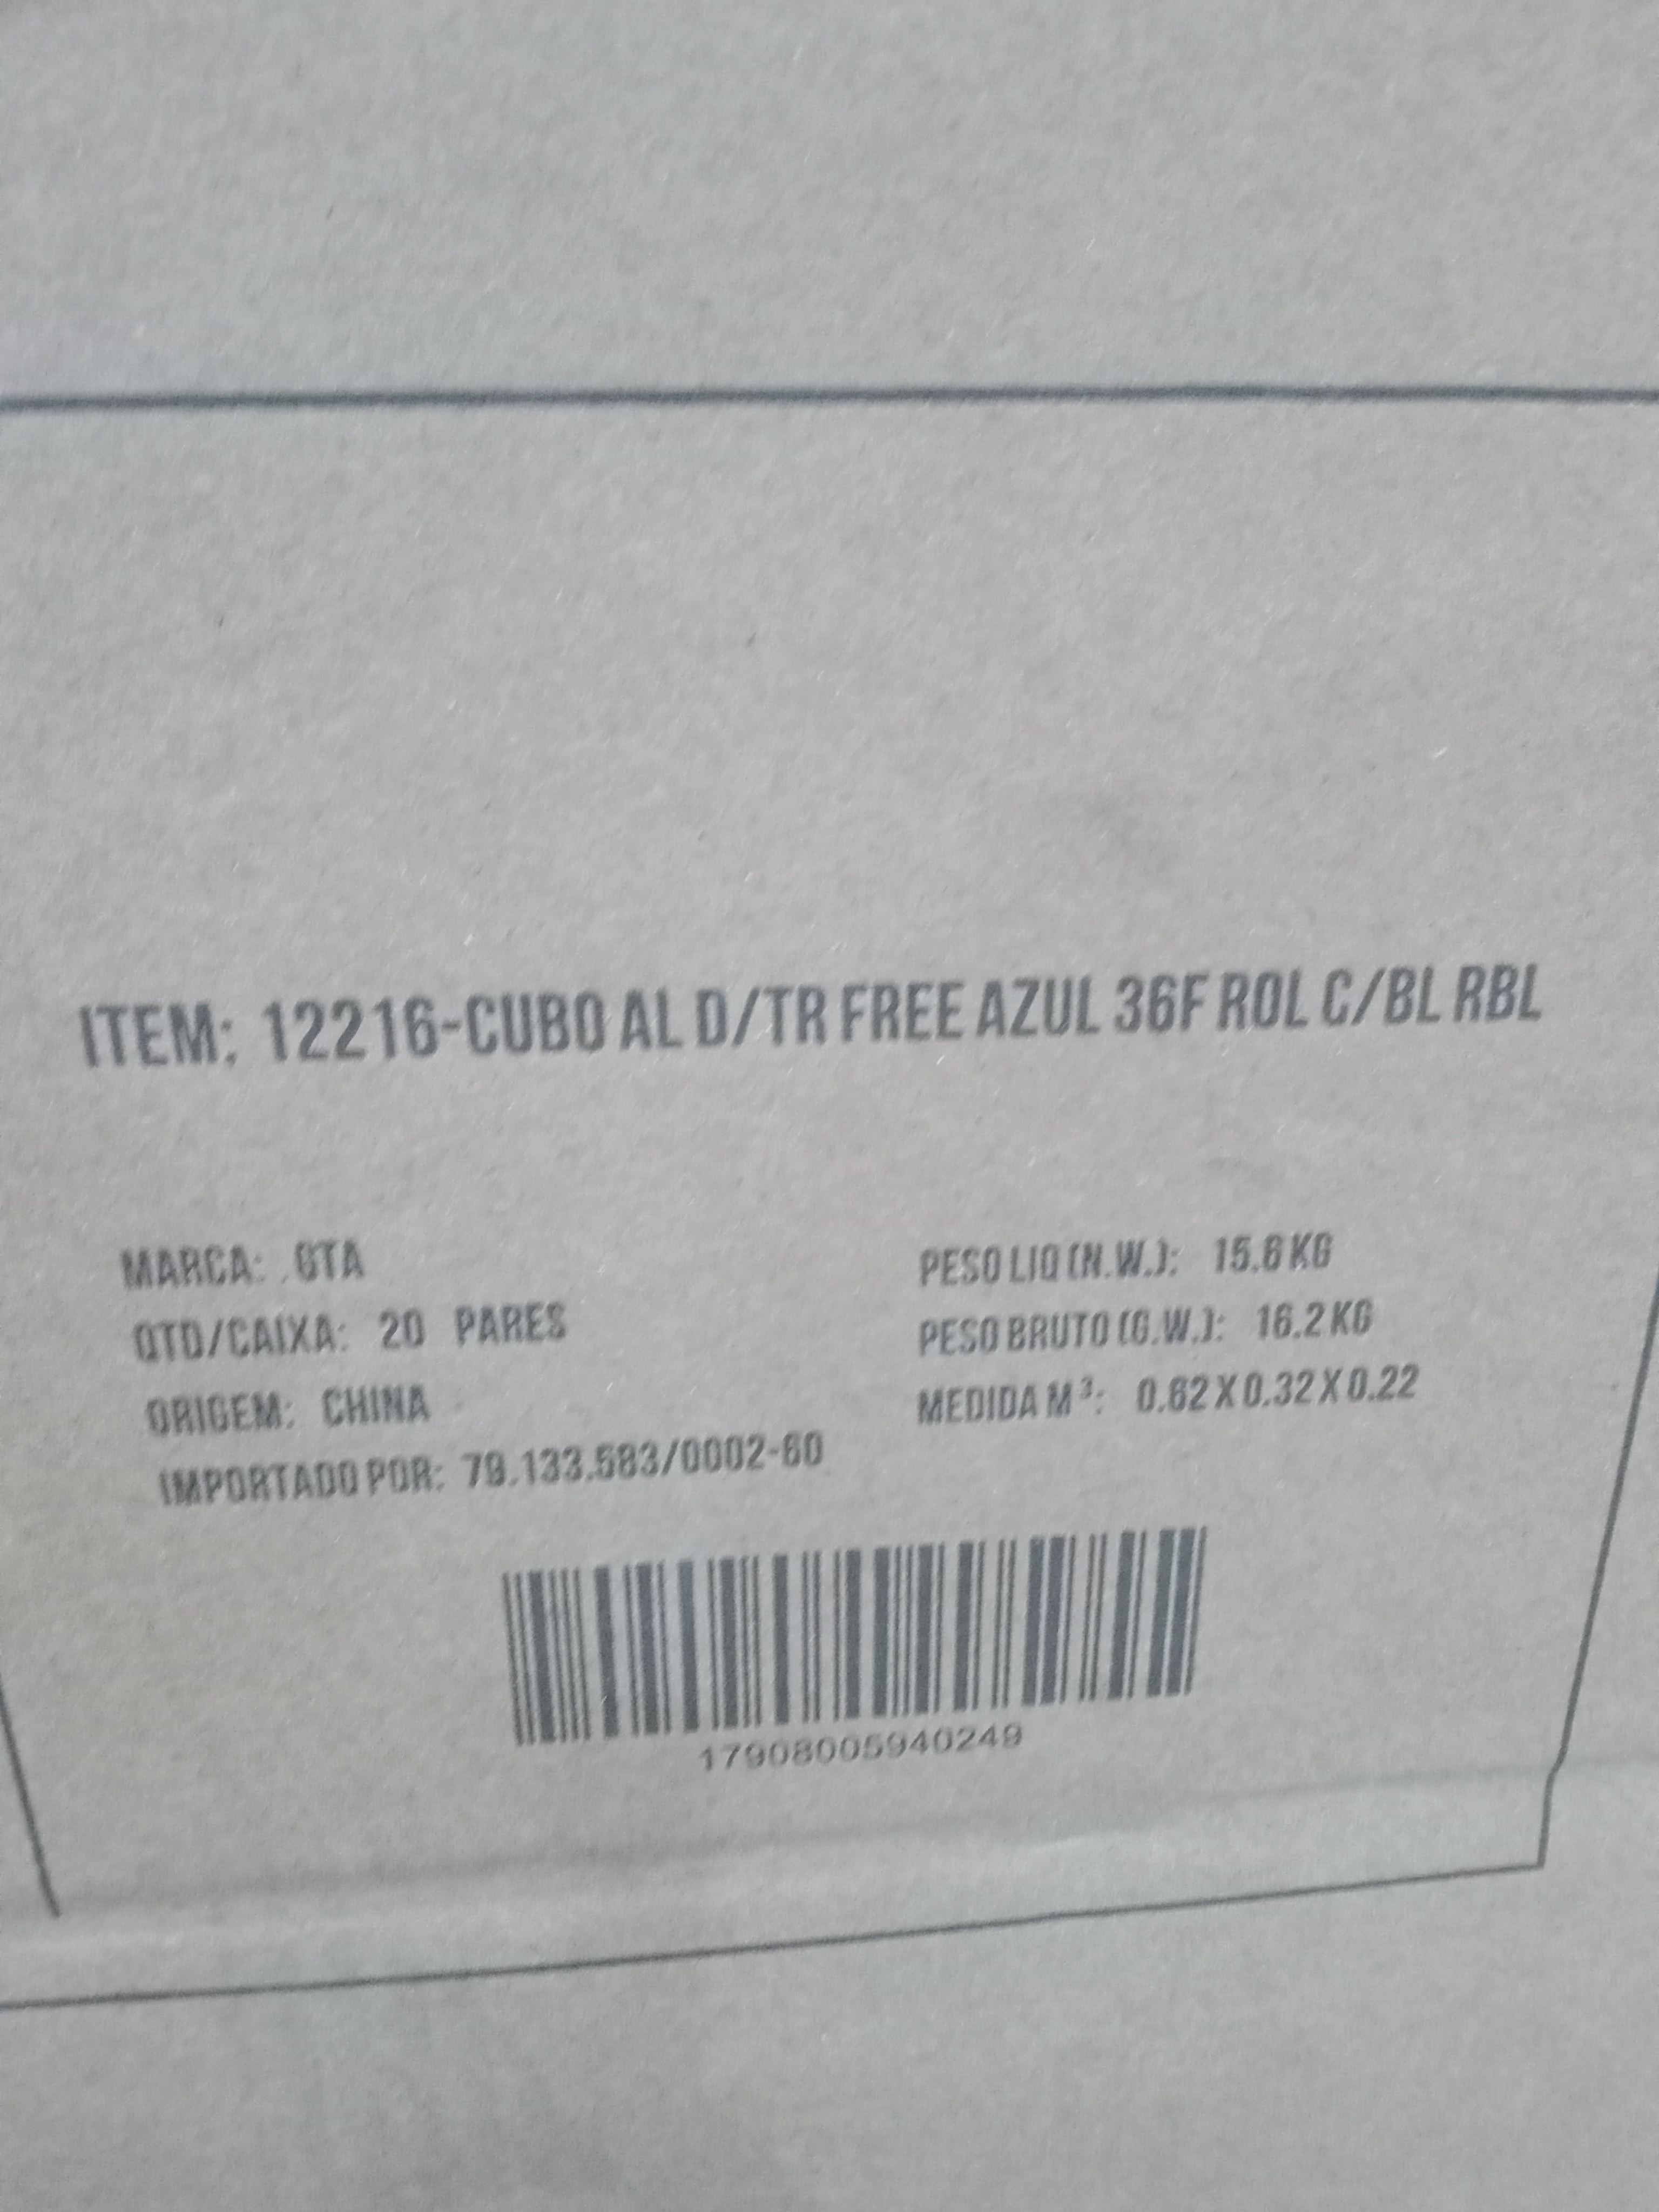 ITEM: 12216-CUBO AL D/TR FREE AZUL 36F ROL C/BL RBL
MARCA: GTA
QTD/CAIXA: 20 PARES
ORIGEM: CHINA
IMPORTADO POR: 79.133.583/0002-60
PESO LIQ (N.W.): 15.6 KG
PESO BRUTO (G.W.): 16.2 KG
MEDIDA M³: 0.62 X 0.32 X 0.22
17908005940249